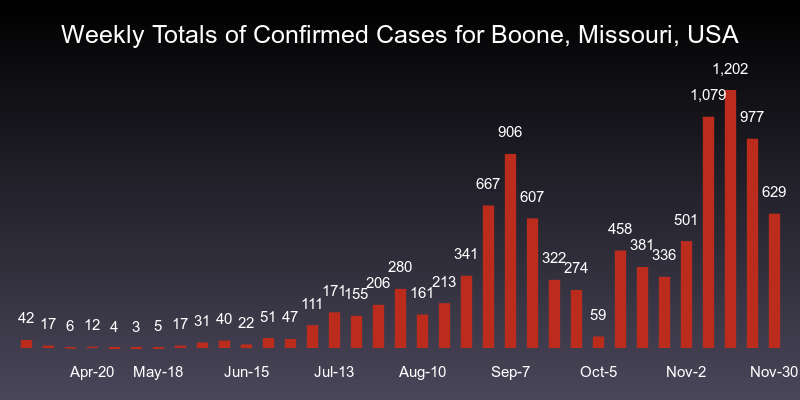 Weekly Totals of Confirmed Cases for Boone, Missouri, USA
42 17 6 12 4 3 5 17 31 40 22 51 47 111 171 155 206 280 161 213 341 667 906 607 322 274 59 458 381 336 501 1,079 1,202 977 629
Apr-20 May-18 Jun-15 Jul-13 Aug-10 Sep-7 Oct-5 Nov-2 Nov-30